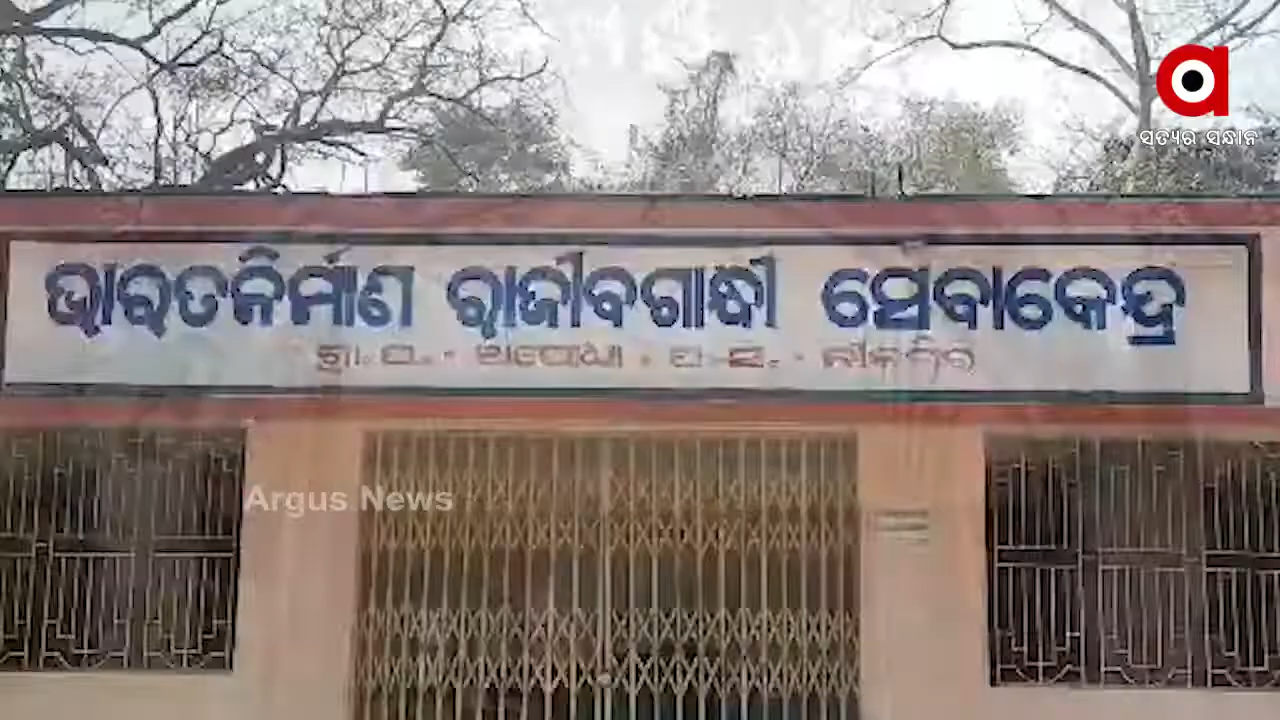 ସତ୍ୟର ସନ୍ଧାନ
ଭାରତନିର୍ମାଣ ରାଜୀବଗାନ୍ଧୀ ସେବାକେନ୍ଦ୍ର
ଗ୍ରା.ପ. ଅଯୋଧ୍ୟା ପ.ସ. ନୀଳଗିରି
Argus News